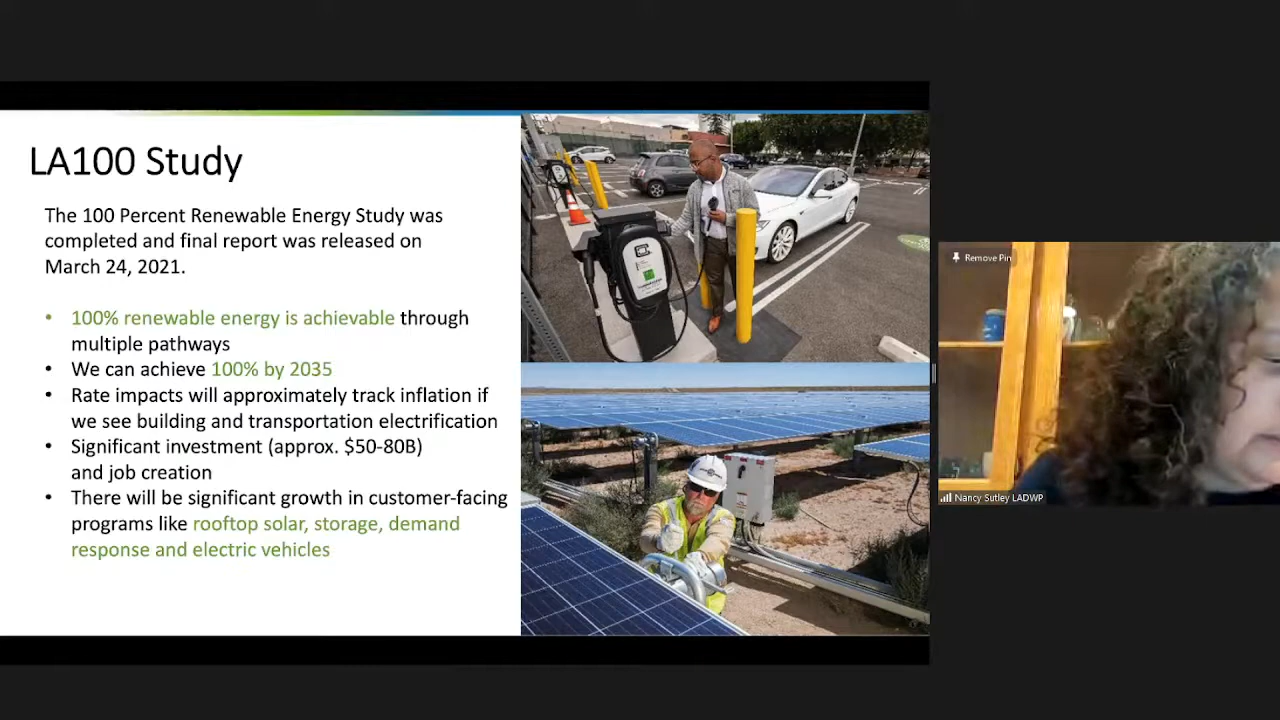 LA100 Study
The 100 Percent Renewable Energy Study was
completed and final report was released on
March 24, 2021.
• 100% renewable energy is achievable through
multiple pathways
• We can achieve 100% by 2035
• Rate impacts will approximately track inflation if
we see building and transportation electrification
• Significant investment (approx. $50-80B)
and job creation
• There will be significant growth in customer-facing
programs like rooftop solar, storage, demand
response and electric vehicles
Remove Pin
Nancy Sutley LADWP